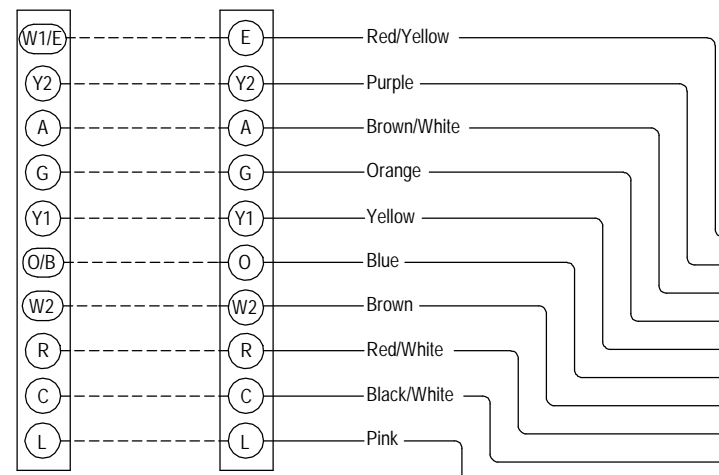 W1/E E Red/Yellow
Y2 Y2 Purple
A A Brown/White
G G Orange
Y1 Y1 Yellow
O/B O Blue
W2 W2 Brown
R R Red/White
C C Black/White
L L Pink